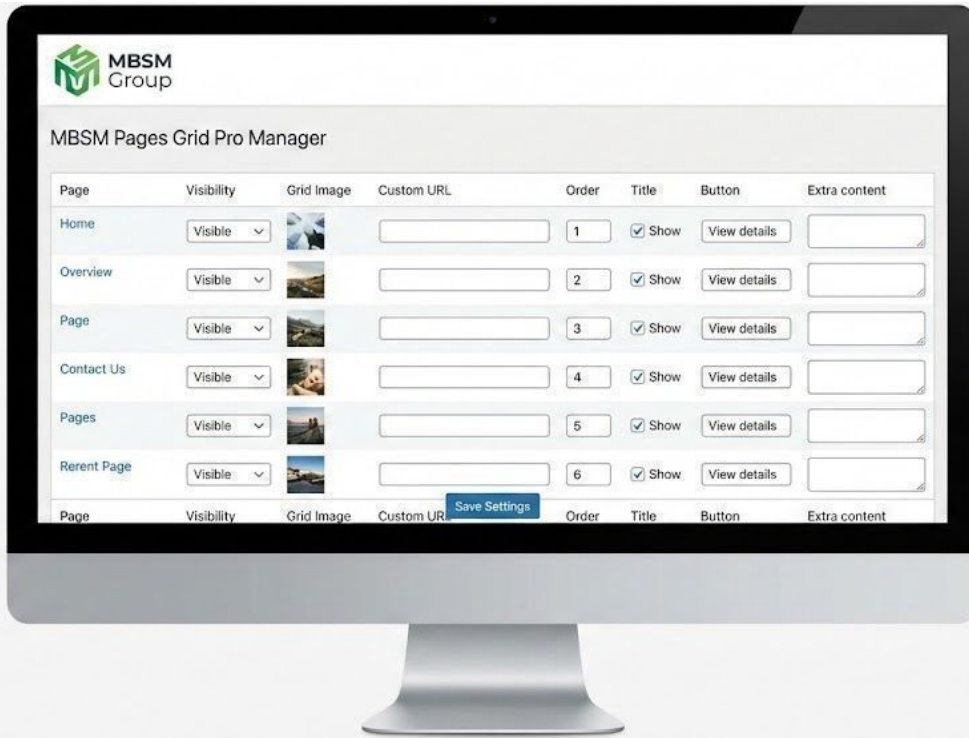 MBSM
Group
MBSM Pages Grid Pro Manager
Page Visibility Grid Image Custom URL Order Title Button Extra content
Home Visible 1 Show View details
Overview Visible 2 Show View details
Page Visible 3 Show View details
Contact Us Visible 4 Show View details
Pages Visible 5 Show View details
Rerent Page Visible 6 Show View details
Save Settings
Page Visibility Grid Image Custom URL Order Title Button Extra content